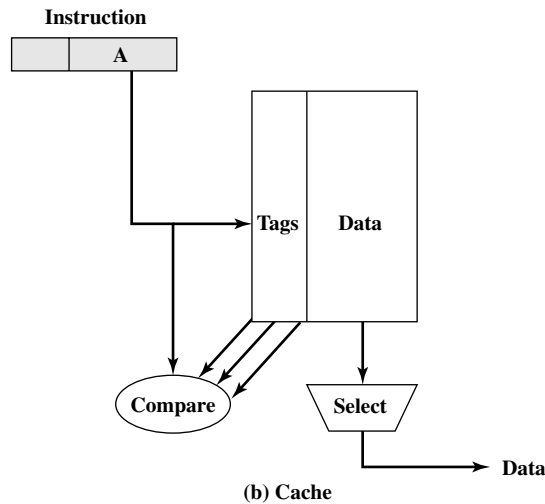 Instruction
A
Tags
Data
Compare
Select
Data
(b) Cache